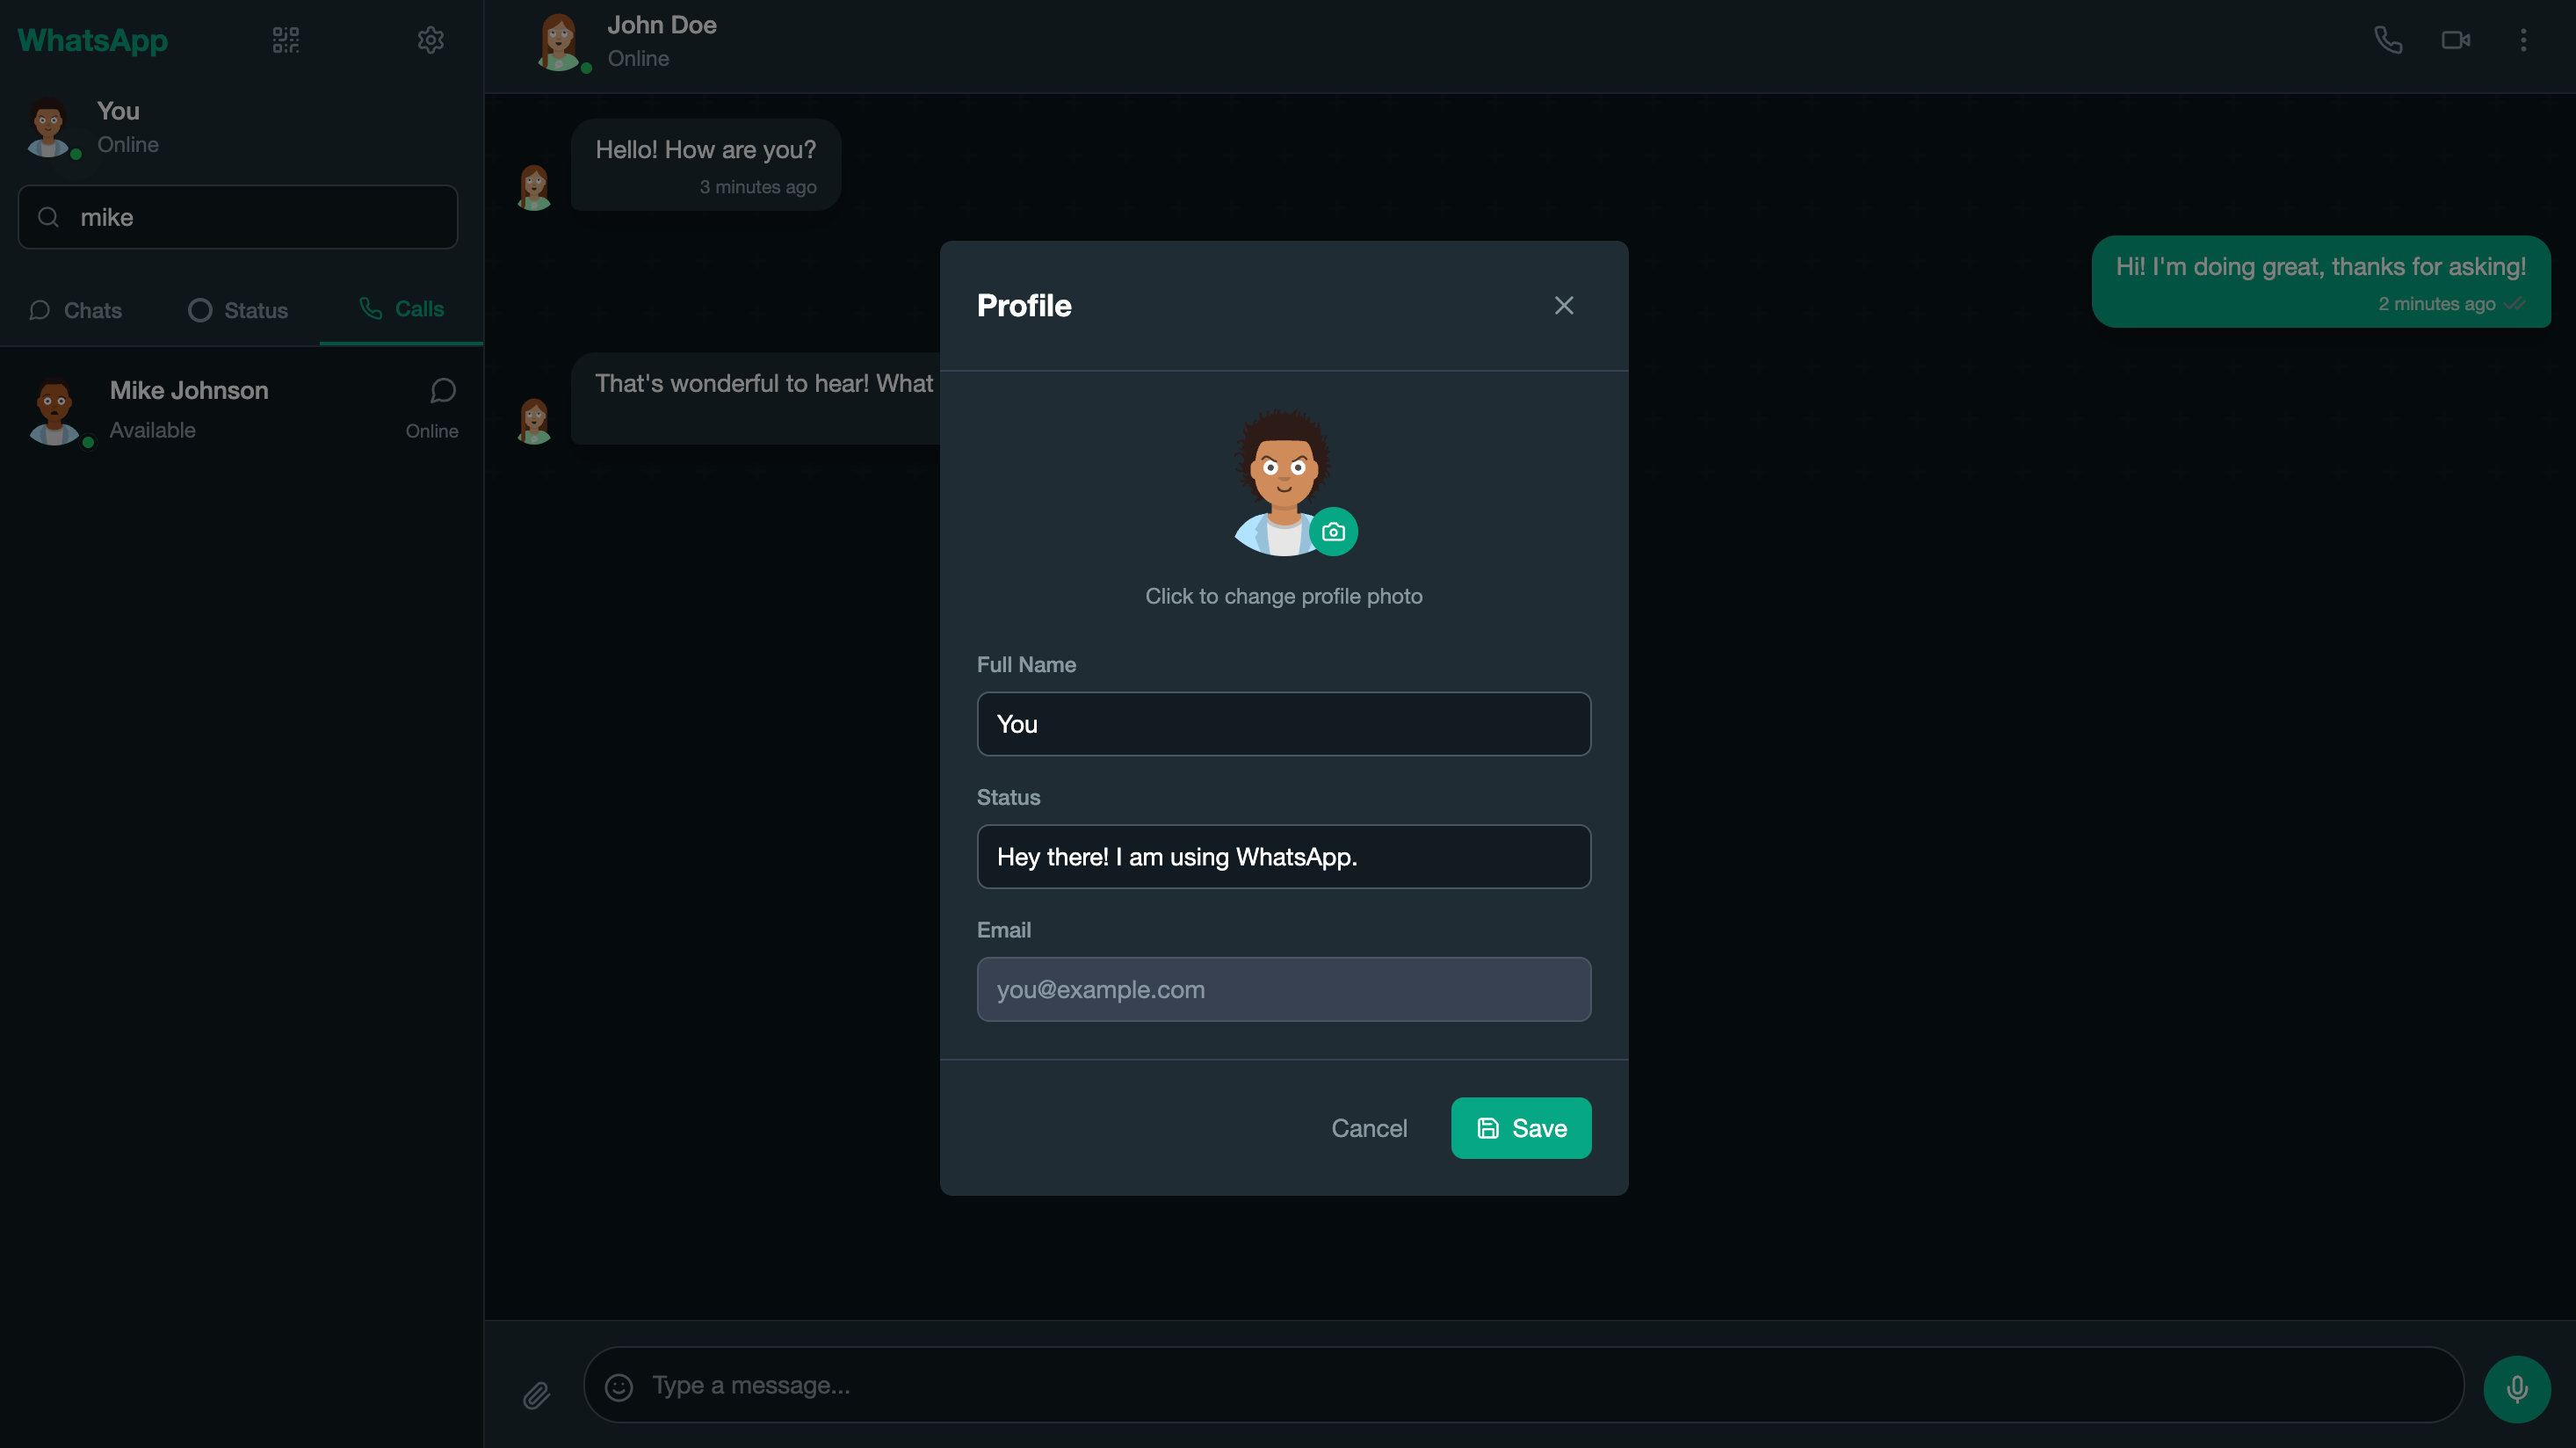 WhatsApp
You
Online
mike
Chats
Status
Calls
Mike Johnson
Available
Online
John Doe
Online
Hello! How are you?
3 minutes ago
Hi! I'm doing great, thanks for asking!
2 minutes ago
That's wonderful to hear! What
Profile
Click to change profile photo
Full Name
You
Status
Hey there! I am using WhatsApp.
Email
you@example.com
Cancel
Save
Type a message...